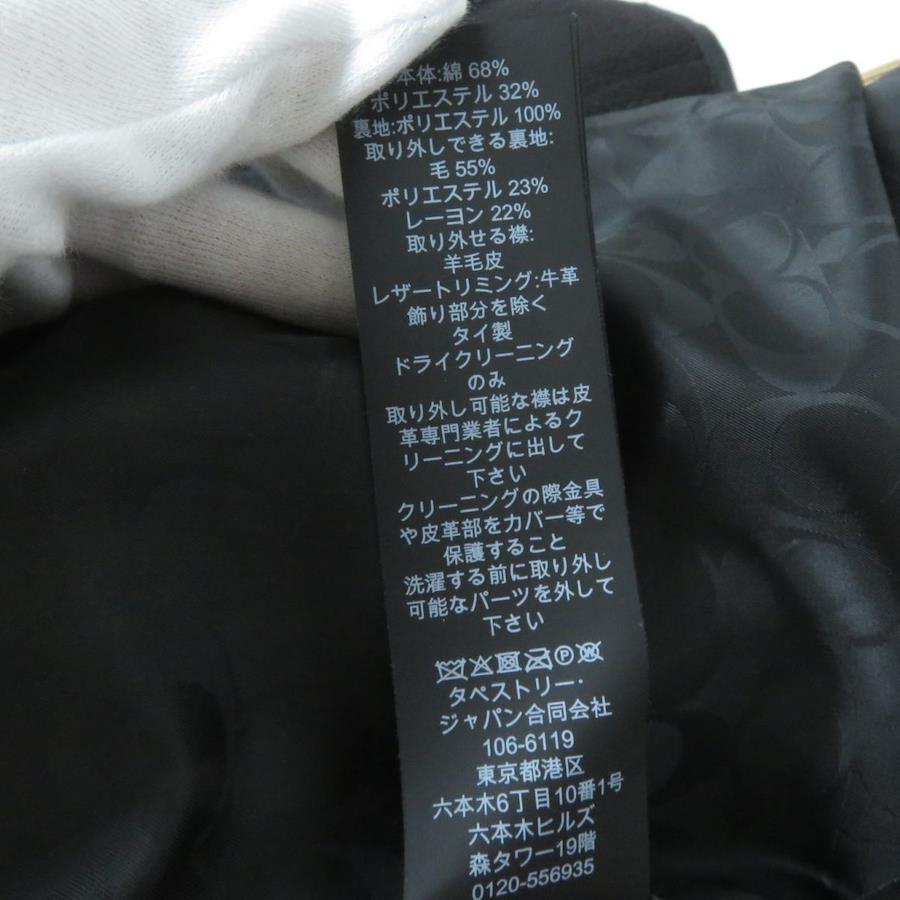 本体:綿 68%
ポリエステル 32%
裏地:ポリエステル 100%
取り外しできる裏地:
毛 55%
ポリエステル 23%
レーヨン 22%
取り外せる襟:
羊毛皮
レザートリミング:牛革
飾り部分を除く
タイ製
ドライクリーニング
のみ
取り外し可能な襟は皮
革専門業者によるク
リーニングに出して
下さい
クリーニングの際金具
や皮革部をカバー等で
保護すること
洗濯する前に取り外し
可能なパーツを外して
下さい
P W
タペストリー・
ジャパン合同会社
106-6119
東京都港区
六本木6丁目10番1号
六本木ヒルズ
森タワー19階
0120-556935